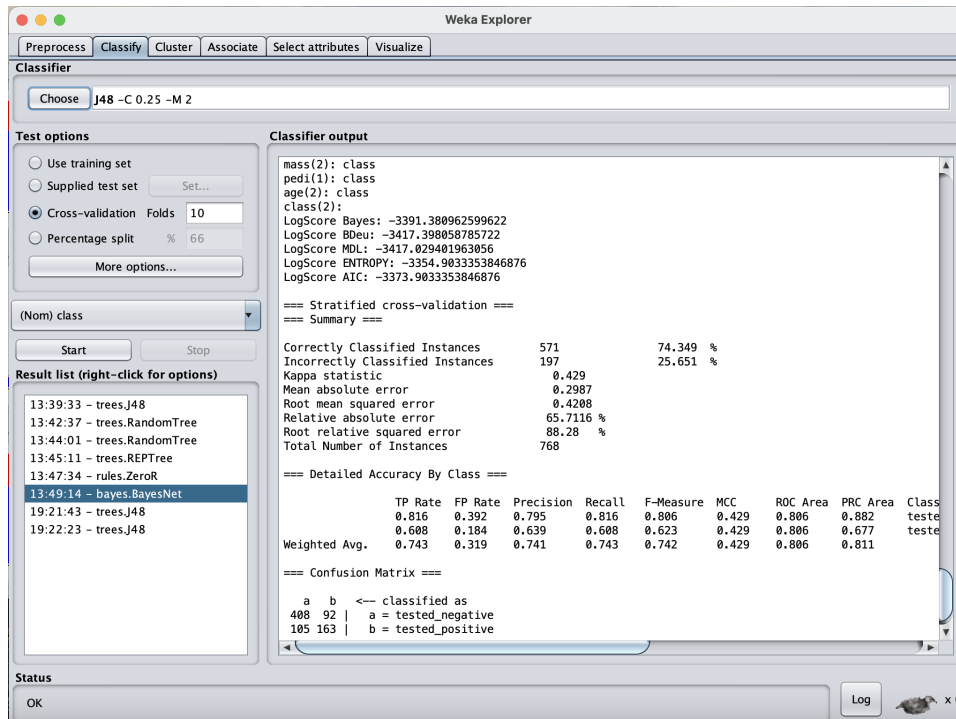 Weka Explorer
Preprocess Classify Cluster Associate Select attributes Visualize
Classifier
Choose J48 -C 0.25 -M 2
Test options
Use training set
Supplied test set Set...
Cross-validation Folds 10
Percentage split % 66
More options...
(Nom) class
Start Stop
Result list (right-click for options)
13:39:33 - trees.J48
13:42:37 - trees.RandomTree
13:44:01 - trees.RandomTree
13:45:11 - trees.REPTree
13:47:34 - rules.ZeroR
13:49:14 - bayes.BayesNet
19:21:43 - trees.J48
19:22:23 - trees.J48
Classifier output
mass(2): class
pedi(1): class
age(2): class
class(2):
LogScore Bayes: -3391.380962599622
LogScore BDeu: -3417.398058785722
LogScore MDL: -3417.029401963056
LogScore ENTROPY: -3354.9033353846876
LogScore AIC: -3373.9033353846876
=== Stratified cross-validation ===
=== Summary ===
Correctly Classified Instances 571 74.349 %
Incorrectly Classified Instances 197 25.651 %
Kappa statistic 0.429
Mean absolute error 0.2987
Root mean squared error 0.4208
Relative absolute error 65.7116 %
Root relative squared error 88.28 %
Total Number of Instances 768
=== Detailed Accuracy By Class ===
TP Rate FP Rate Precision Recall F-Measure MCC ROC Area PRC Area Class
0.816 0.392 0.795 0.816 0.806 0.429 0.806 0.882 teste
0.608 0.184 0.639 0.608 0.623 0.429 0.806 0.677 teste
Weighted Avg. 0.743 0.319 0.741 0.743 0.742 0.429 0.806 0.811
=== Confusion Matrix ===
a b <-- classified as
408 92 | a = tested_negative
105 163 | b = tested_positive
Status
OK
Log
x